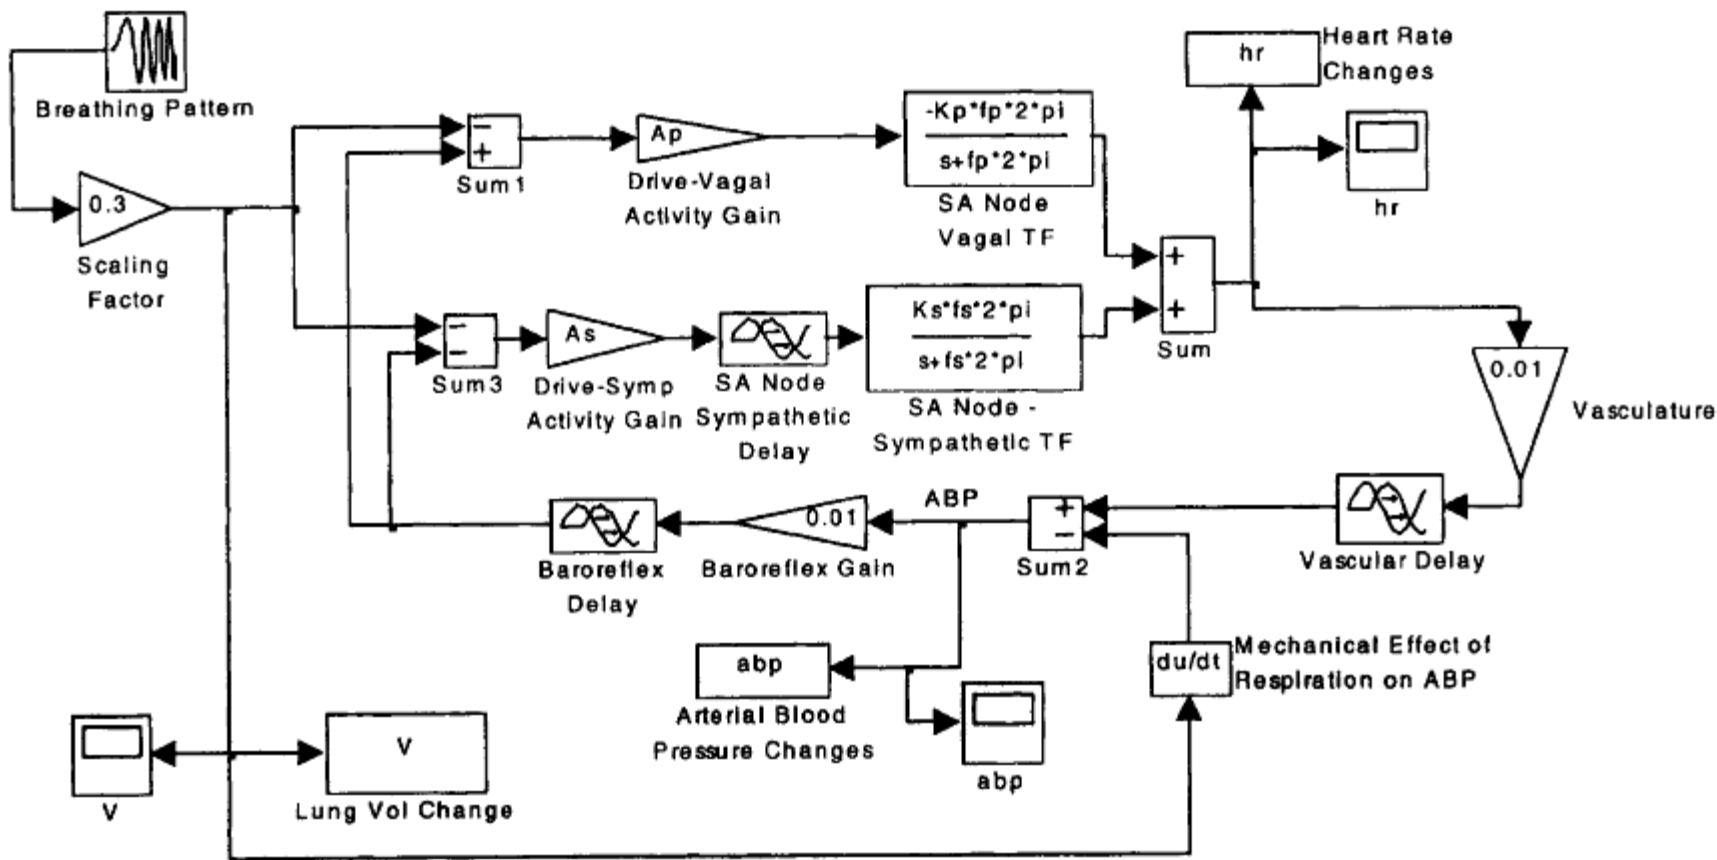 Breathing Pattern
0.3
Scaling
Factor
−
+
Sum1
Ap
Drive-Vagal
Activity Gain
-Kp*fp*2*pi
s+fp*2*pi
SA Node
Vagal TF
hr
Heart Rate
Changes
hr
−
−
Sum3
As
Drive-Symp
Activity Gain
SA Node
Sympathetic
Delay
Ks*fs*2*pi
s+fs*2*pi
SA Node -
Sympathetic TF
+
+
Sum
0.01
Vasculature
Vascular Delay
+
−
Sum2
ABP
0.01
Baroreflex Gain
Baroreflex
Delay
du/dt
Mechanical Effect of
Respiration on ABP
abp
Arterial Blood
Pressure Changes
abp
V
V
Lung Vol Change